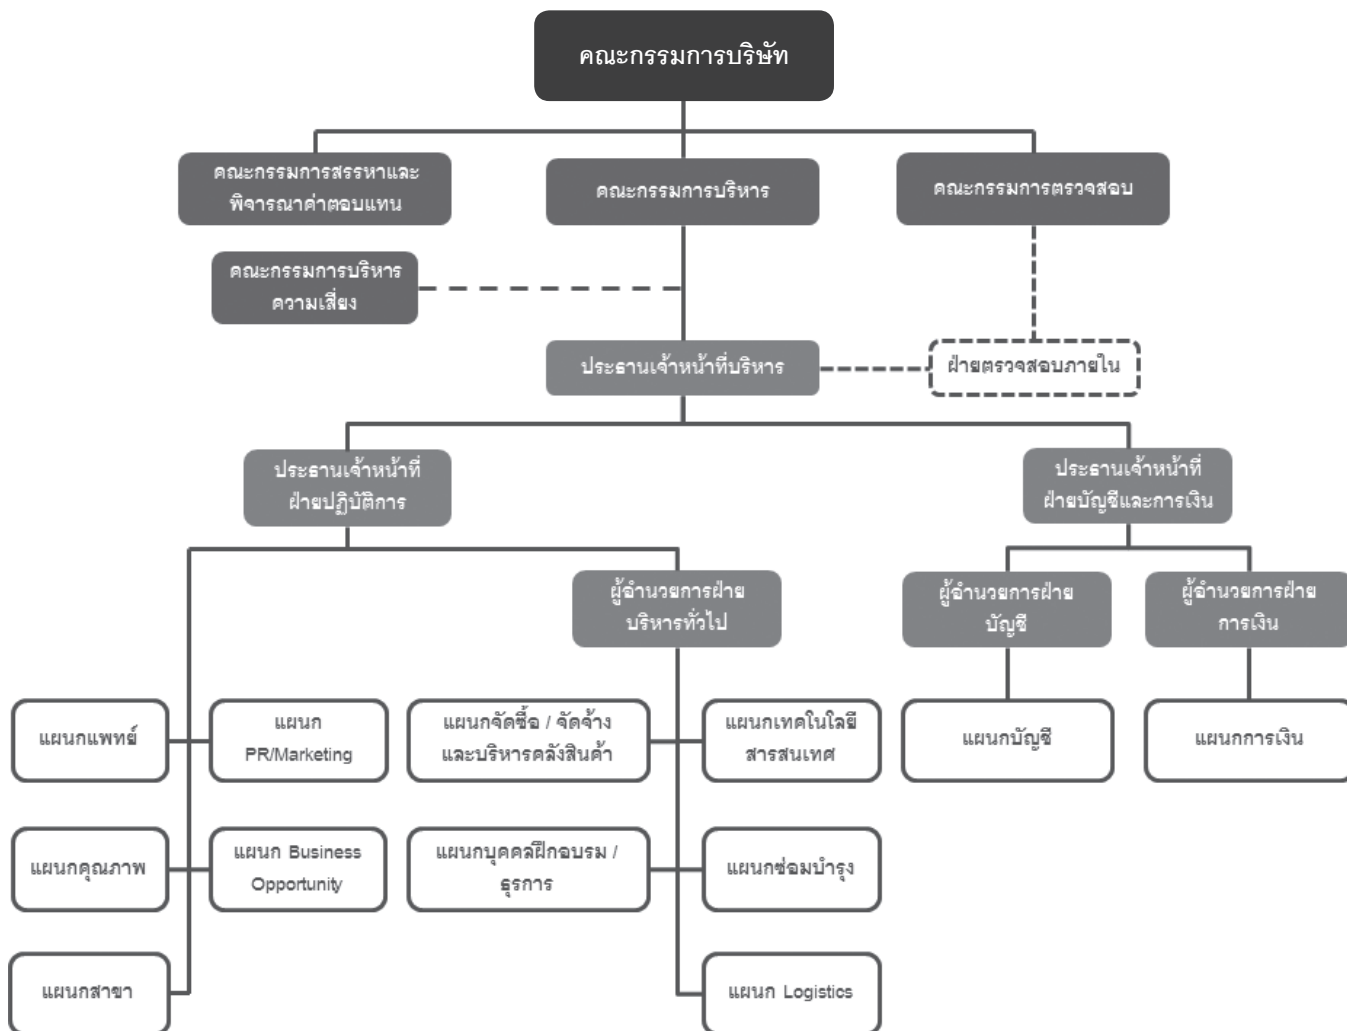 คณะกรรมการบริษัท
คณะกรรมการสรรหาและ
พิจารณาค่าตอบแทน
คณะกรรมการบริหาร
คณะกรรมการตรวจสอบ
คณะกรรมการบริหาร
ความเสี่ยง
ประธานเจ้าหน้าที่บริหาร
ฝ่ายตรวจสอบภายใน
ประธานเจ้าหน้าที่
ฝ่ายปฏิบัติการ
ประธานเจ้าหน้าที่
ฝ่ายบัญชีและการเงิน
ผู้อำนวยการฝ่าย
บริหารทั่วไป
ผู้อำนวยการฝ่าย
บัญชี
ผู้อำนวยการฝ่าย
การเงิน
แผนกแพทย์
แผนก
PR/Marketing
แผนกจัดซื้อ / จัดจ้าง
และบริหารคลังสินค้า
แผนกเทคโนโลยี
สารสนเทศ
แผนกบัญชี
แผนกการเงิน
แผนกคุณภาพ
แผนก Business
Opportunity
แผนกบุคคลฝึกอบรม /
ธุรการ
แผนกซ่อมบำรุง
แผนกสาขา
แผนก Logistics